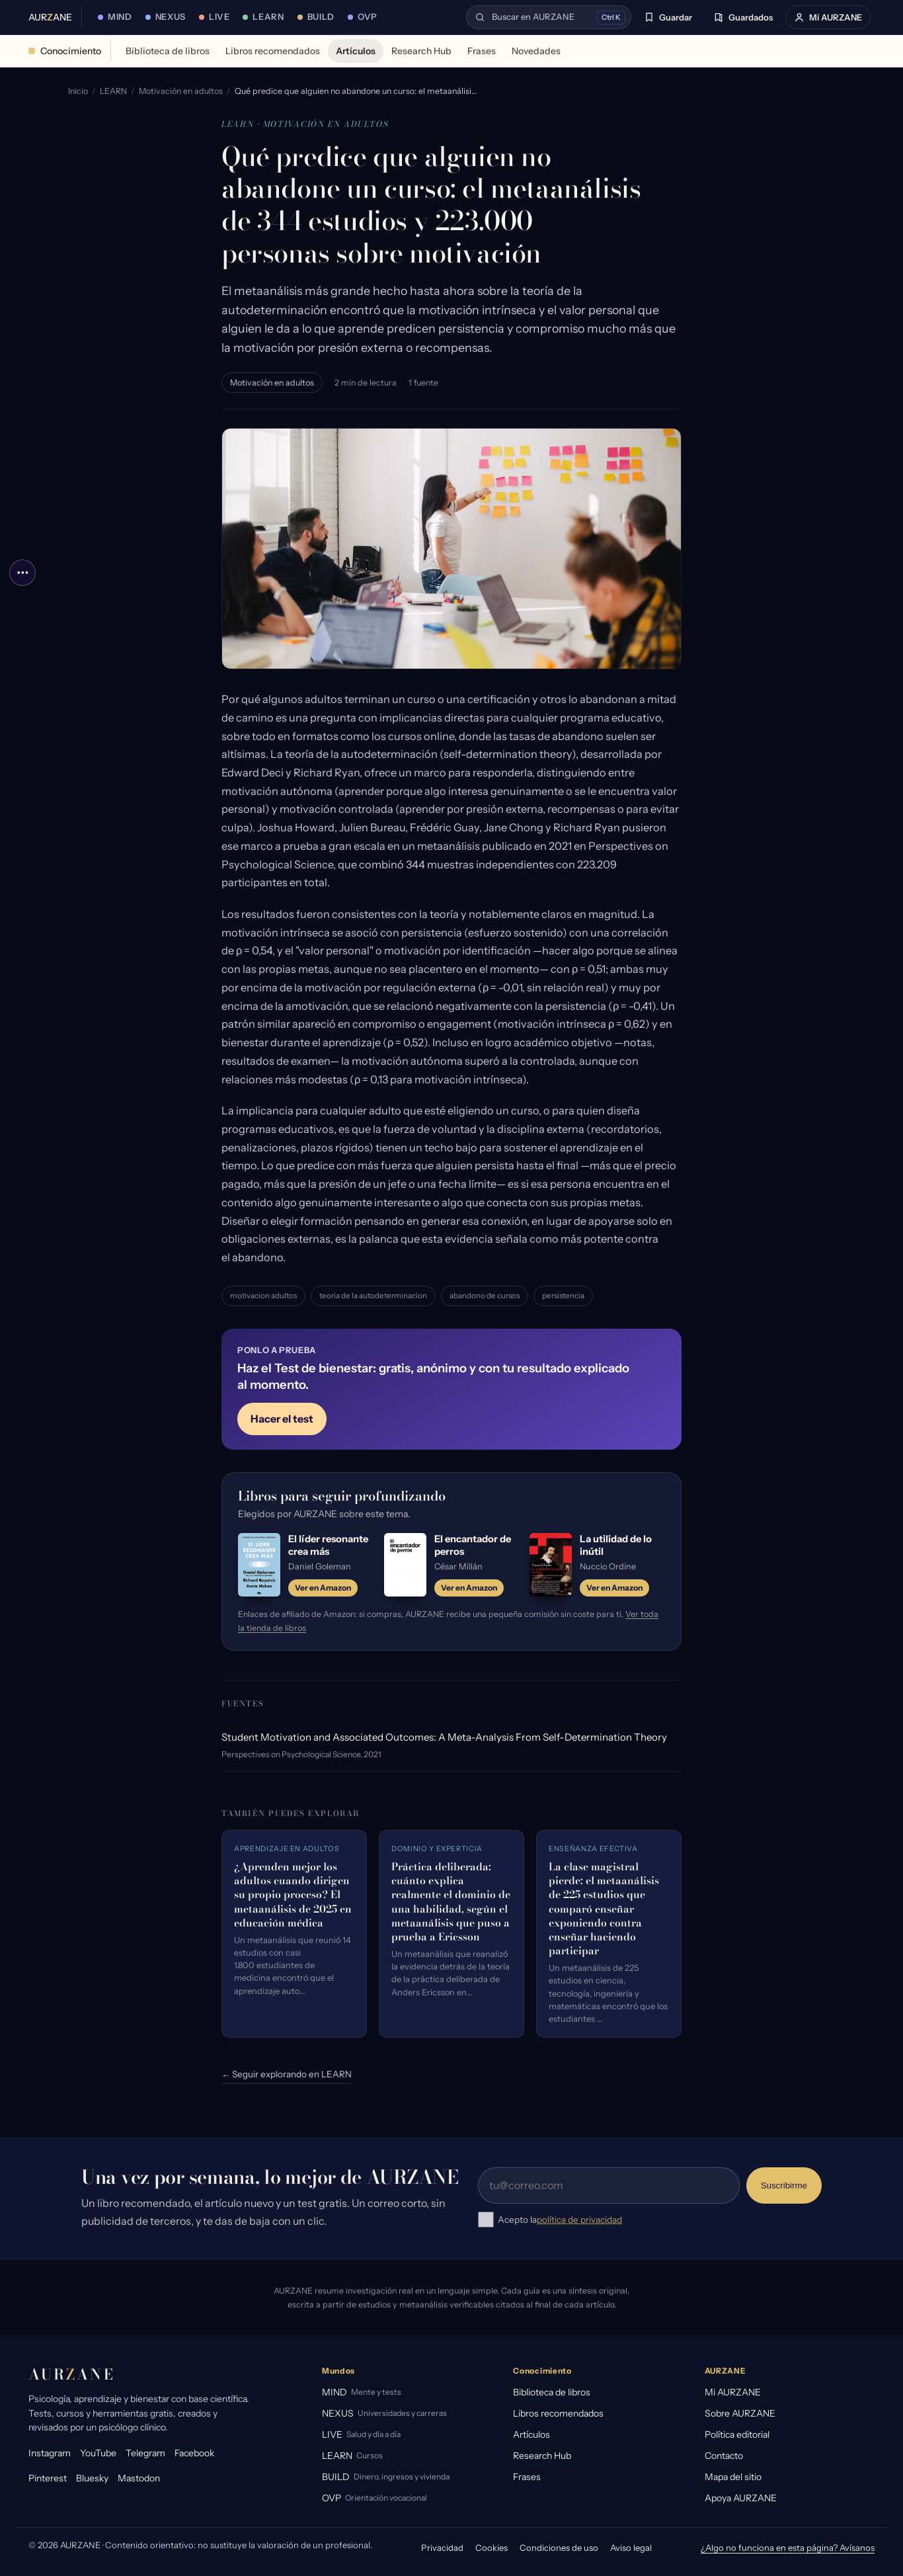 AURZANE
MIND
NEXUS
LIVE
LEARN
BUILD
OVP
Buscar en AURZANE
Ctrl K
Guardar
Guardados
Mi AURZANE
Conocimiento
Biblioteca de libros
Libros recomendados
Artículos
Research Hub
Frases
Novedades
Inicio / LEARN / Motivación en adultos / Qué predice que alguien no abandone un curso: el metaanálisi...
LEARN · MOTIVACIÓN EN ADULTOS
Qué predice que alguien no
abandone un curso: el metaanálisis
de 344 estudios y 223.000
personas sobre motivación
El metaanálisis más grande hecho hasta ahora sobre la teoría de la
autodeterminación encontró que la motivación intrínseca y el valor personal que
alguien le da a lo que aprende predicen persistencia y compromiso mucho más que
la motivación por presión externa o recompensas.
Motivación en adultos
2 min de lectura
1 fuente
Por qué algunos adultos terminan un curso o una certificación y otros lo abandonan a mitad
de camino es una pregunta con implicancias directas para cualquier programa educativo,
sobre todo en formatos como los cursos online, donde las tasas de abandono suelen ser
altísimas. La teoría de la autodeterminación (self-determination theory), desarrollada por
Edward Deci y Richard Ryan, ofrece un marco para responderla, distinguiendo entre
motivación autónoma (aprender porque algo interesa genuinamente o se le encuentra valor
personal) y motivación controlada (aprender por presión externa, recompensas o para evitar
culpa). Joshua Howard, Julien Bureau, Frédéric Guay, Jane Chong y Richard Ryan pusieron
ese marco a prueba a gran escala en un metaanálisis publicado en 2021 en Perspectives on
Psychological Science, que combinó 344 muestras independientes con 223.209
participantes en total.
Los resultados fueron consistentes con la teoría y notablemente claros en magnitud. La
motivación intrínseca se asoció con persistencia (esfuerzo sostenido) con una correlación
de ρ = 0,54, y el "valor personal" o motivación por identificación —hacer algo porque se alinea
con las propias metas, aunque no sea placentero en el momento— con ρ = 0,51; ambas muy
por encima de la motivación por regulación externa (ρ = -0,01, sin relación real) y muy por
encima de la amotivación, que se relacionó negativamente con la persistencia (ρ = -0,41). Un
patrón similar apareció en compromiso o engagement (motivación intrínseca ρ = 0,62) y en
bienestar durante el aprendizaje (ρ = 0,52). Incluso en logro académico objetivo —notas,
resultados de examen— la motivación autónoma superó a la controlada, aunque con
relaciones más modestas (ρ = 0,13 para motivación intrínseca).
La implicancia para cualquier adulto que esté eligiendo un curso, o para quien diseña
programas educativos, es que la fuerza de voluntad y la disciplina externa (recordatorios,
penalizaciones, plazos rígidos) tienen un techo bajo para sostener el aprendizaje en el
tiempo. Lo que predice con más fuerza que alguien persista hasta el final —más que el precio
pagado, más que la presión de un jefe o una fecha límite— es si esa persona encuentra en el
contenido algo genuinamente interesante o algo que conecta con sus propias metas.
Diseñar o elegir formación pensando en generar esa conexión, en lugar de apoyarse solo en
obligaciones externas, es la palanca que esta evidencia señala como más potente contra
el abandono.
motivacion adultos
teoria de la autodeterminacion
abandono de cursos
persistencia
PONLO A PRUEBA
Haz el Test de bienestar: gratis, anónimo y con tu resultado explicado
al momento.
Hacer el test
Libros para seguir profundizando
Elegidos por AURZANE sobre este tema.
EL LÍDER
RESONANTE
CREA MÁS
Daniel Goleman
Richard Boyatzis
Annie McKee
El líder resonante
crea más
Daniel Goleman
Ver en Amazon
El encantador
de perros
El encantador de
perros
César Millán
Ver en Amazon
La utilidad de lo
inútil
Nuccio Ordine
Ver en Amazon
Enlaces de afiliado de Amazon: si compras, AURZANE recibe una pequeña comisión sin coste para ti. Ver toda
la tienda de libros
FUENTES
Student Motivation and Associated Outcomes: A Meta-Analysis From Self-Determination Theory
Perspectives on Psychological Science, 2021
TAMBIÉN PUEDES EXPLORAR
APRENDIZAJE EN ADULTOS
¿Aprenden mejor los
adultos cuando dirigen
su propio proceso? El
metaanálisis de 2025 en
educación médica
Un metaanálisis que reunió 14
estudios con casi
1.800 estudiantes de
medicina encontró que el
aprendizaje auto...
DOMINIO Y EXPERTICIA
Práctica deliberada:
cuánto explica
realmente el dominio de
una habilidad, según el
metaanálisis que puso a
prueba a Ericsson
Un metaanálisis que reanalizó
la evidencia detrás de la teoría
de la práctica deliberada de
Anders Ericsson en...
ENSEÑANZA EFECTIVA
La clase magistral
pierde: el metaanálisis
de 225 estudios que
comparó enseñar
exponiendo contra
enseñar haciendo
participar
Un metaanálisis de 225
estudios en ciencia,
tecnología, ingeniería y
matemáticas encontró que los
estudiantes ...
← Seguir explorando en LEARN
Una vez por semana, lo mejor de AURZANE
Un libro recomendado, el artículo nuevo y un test gratis. Un correo corto, sin
publicidad de terceros, y te das de baja con un clic.
tu@correo.com
Suscribirme
Acepto la política de privacidad
AURZANE resume investigación real en un lenguaje simple. Cada guía es una síntesis original,
escrita a partir de estudios y metaanálisis verificables citados al final de cada artículo.
AURZANE
Psicología, aprendizaje y bienestar con base científica.
Tests, cursos y herramientas gratis, creados y
revisados por un psicólogo clínico.
Instagram YouTube Telegram Facebook
Pinterest Bluesky Mastodon
Mundos
MIND Mente y tests
NEXUS Universidades y carreras
LIVE Salud y día a día
LEARN Cursos
BUILD Dinero, ingresos y vivienda
OVP Orientación vocacional
Conocimiento
Biblioteca de libros
Libros recomendados
Artículos
Research Hub
Frases
AURZANE
Mi AURZANE
Sobre AURZANE
Política editorial
Contacto
Mapa del sitio
Apoya AURZANE
© 2026 AURZANE · Contenido orientativo: no sustituye la valoración de un profesional.
Privacidad
Cookies
Condiciones de uso
Aviso legal
¿Algo no funciona en esta página? Avísanos